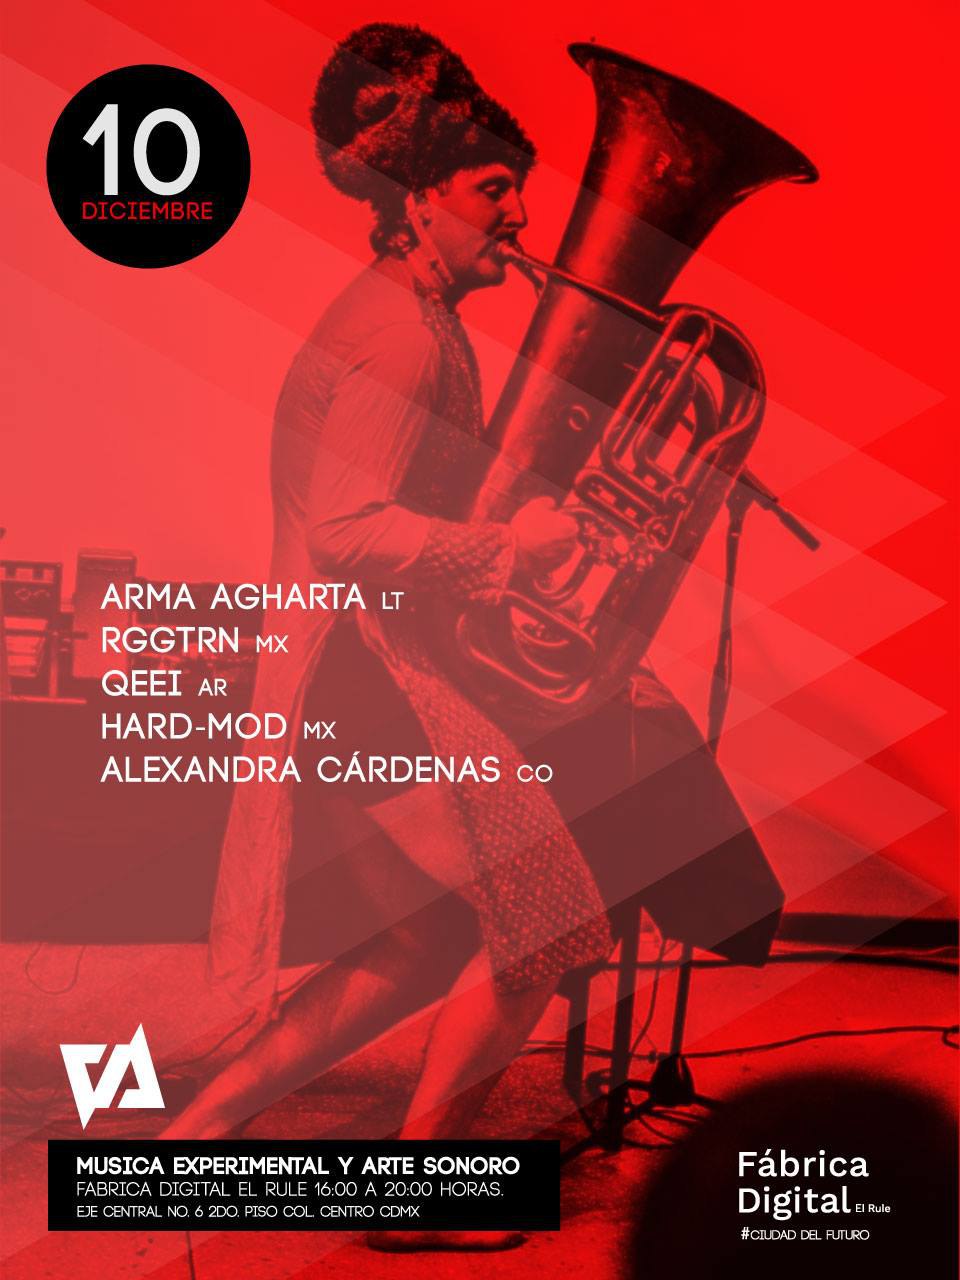 10
DICIEMBRE
ARMA AGHARTA LT
RGGTRN MX
QEEI AR
HARD-MOD MX
ALEXANDRA CÁRDENAS CO
MUSICA EXPERIMENTAL Y ARTE SONORO
FABRICA DIGITAL EL RULE 16:00 A 20:00 HORAS.
EJE CENTRAL NO. 6 2DO. PISO COL. CENTRO CDMX
Fábrica
Digital El Rule
#CIUDAD DEL FUTURO